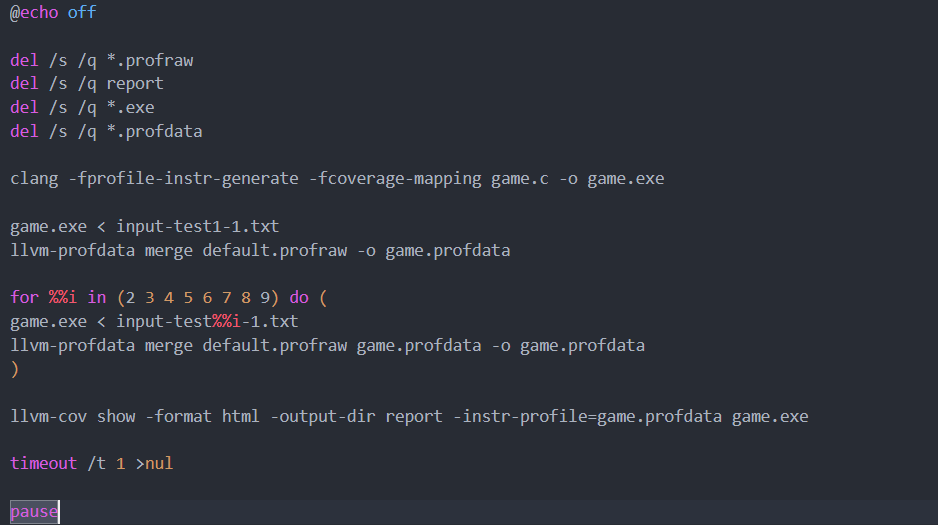 @echo off
del /s /q *.profraw
del /s /q report
del /s /q *.exe
del /s /q *.profdata
clang -fprofile-instr-generate -fcoverage-mapping game.c -o game.exe
game.exe < input-test1-1.txt
llvm-profdata merge default.profraw -o game.profdata
for %%i in (2 3 4 5 6 7 8 9) do (
game.exe < input-test%%i-1.txt
llvm-profdata merge default.profraw game.profdata -o game.profdata
)
llvm-cov show -format html -output-dir report -instr-profile=game.profdata game.exe
timeout /t 1 >nul
pause